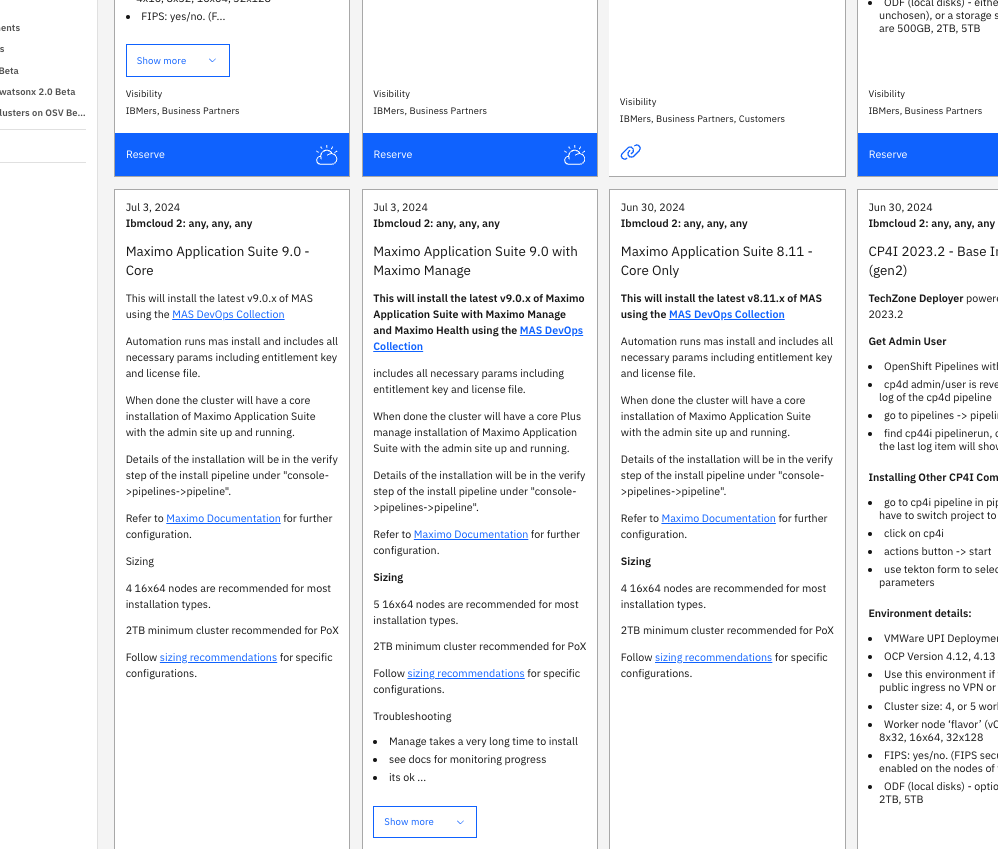 ents
s
Beta
watsonx 2.0 Beta
lusters on OSV Be...
FIPS: yes/no. (F...
Show more
Visibility
IBMers, Business Partners
Reserve
Visibility
IBMers, Business Partners
Reserve
Visibility
IBMers, Business Partners, Customers
ODF (local disks) - eithe
unchosen), or a storage s
are 500GB, 2TB, 5TB
Visibility
IBMers, Business Partners
Reserve
Jul 3, 2024
Ibmcloud 2: any, any, any
Maximo Application Suite 9.0 -
Core
This will install the latest v9.0.x of MAS
using the MAS DevOps Collection
Automation runs mas install and includes all
necessary params including entitlement key
and license file.
When done the cluster will have a core
installation of Maximo Application Suite
with the admin site up and running.
Details of the installation will be in the verify
step of the install pipeline under "console-
>pipelines->pipeline".
Refer to Maximo Documentation for further
configuration.
Sizing
4 16x64 nodes are recommended for most
installation types.
2TB minimum cluster recommended for PoX
Follow sizing recommendations for specific
configurations.
Jul 3, 2024
Ibmcloud 2: any, any, any
Maximo Application Suite 9.0 with
Maximo Manage
This will install the latest v9.0.x of Maximo
Application Suite with Maximo Manage
and Maximo Health using the MAS DevOps
Collection
includes all necessary params including
entitlement key and license file.
When done the cluster will have a core Plus
manage installation of Maximo Application
Suite with the admin site up and running.
Details of the installation will be in the verify
step of the install pipeline under "console-
>pipelines->pipeline".
Refer to Maximo Documentation for further
configuration.
Sizing
5 16x64 nodes are recommended for most
installation types.
2TB minimum cluster recommended for PoX
Follow sizing recommendations for specific
configurations.
Troubleshooting
Manage takes a very long time to install
see docs for monitoring progress
its ok ...
Show more
Jun 30, 2024
Ibmcloud 2: any, any, any
Maximo Application Suite 8.11 -
Core Only
This will install the latest v8.11.x of MAS
using the MAS DevOps Collection
Automation runs mas install and includes all
necessary params including entitlement key
and license file.
When done the cluster will have a core
installation of Maximo Application Suite
with the admin site up and running.
Details of the installation will be in the verify
step of the install pipeline under "console-
>pipelines->pipeline".
Refer to Maximo Documentation for further
configuration.
Sizing
4 16x64 nodes are recommended for most
installation types.
2TB minimum cluster recommended for PoX
Follow sizing recommendations for specific
configurations.
Jun 30, 2024
Ibmcloud 2: any, any, any
CP4I 2023.2 - Base In
(gen2)
TechZone Deployer powere
2023.2
Get Admin User
OpenShift Pipelines with
cp4d admin/user is reve
log of the cp4d pipeline
go to pipelines -> pipelin
find cp44i pipelinerun, c
the last log item will show
Installing Other CP4I Com
go to cp4i pipeline in pip
have to switch project to
click on cp4i
actions button -> start
use tekton form to selec
parameters
Environment details:
VMWare UPI Deploymen
OCP Version 4.12, 4.13
Use this environment if
public ingress no VPN or
Cluster size: 4, or 5 work
Worker node ‘flavor’ (vC
8x32, 16x64, 32x128
FIPS: yes/no. (FIPS secu
enabled on the nodes of
ODF (local disks) - optio
2TB, 5TB